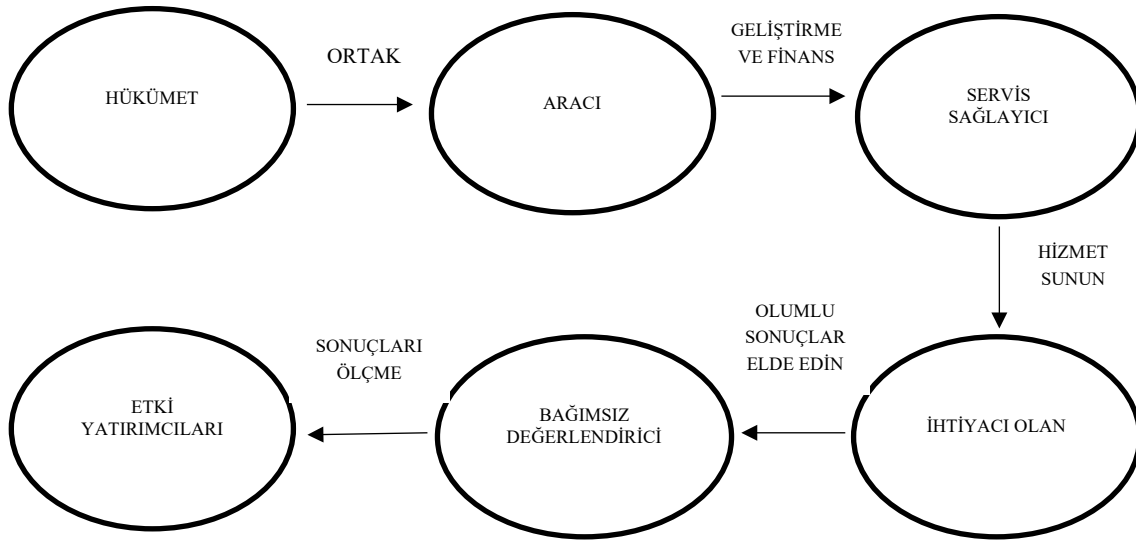 HÜKÜMET
ORTAK
ARACI
GELİŞTİRME
VE FİNANS
SERVİS
SAĞLAYICI
HİZMET
SUNUN
İHTİYACI OLAN
OLUMLU
SONUÇLAR
ELDE EDİN
BAĞIMSIZ
DEĞERLENDİRİCİ
SONUÇLARI
ÖLÇME
ETKİ
YATIRIMCILARI